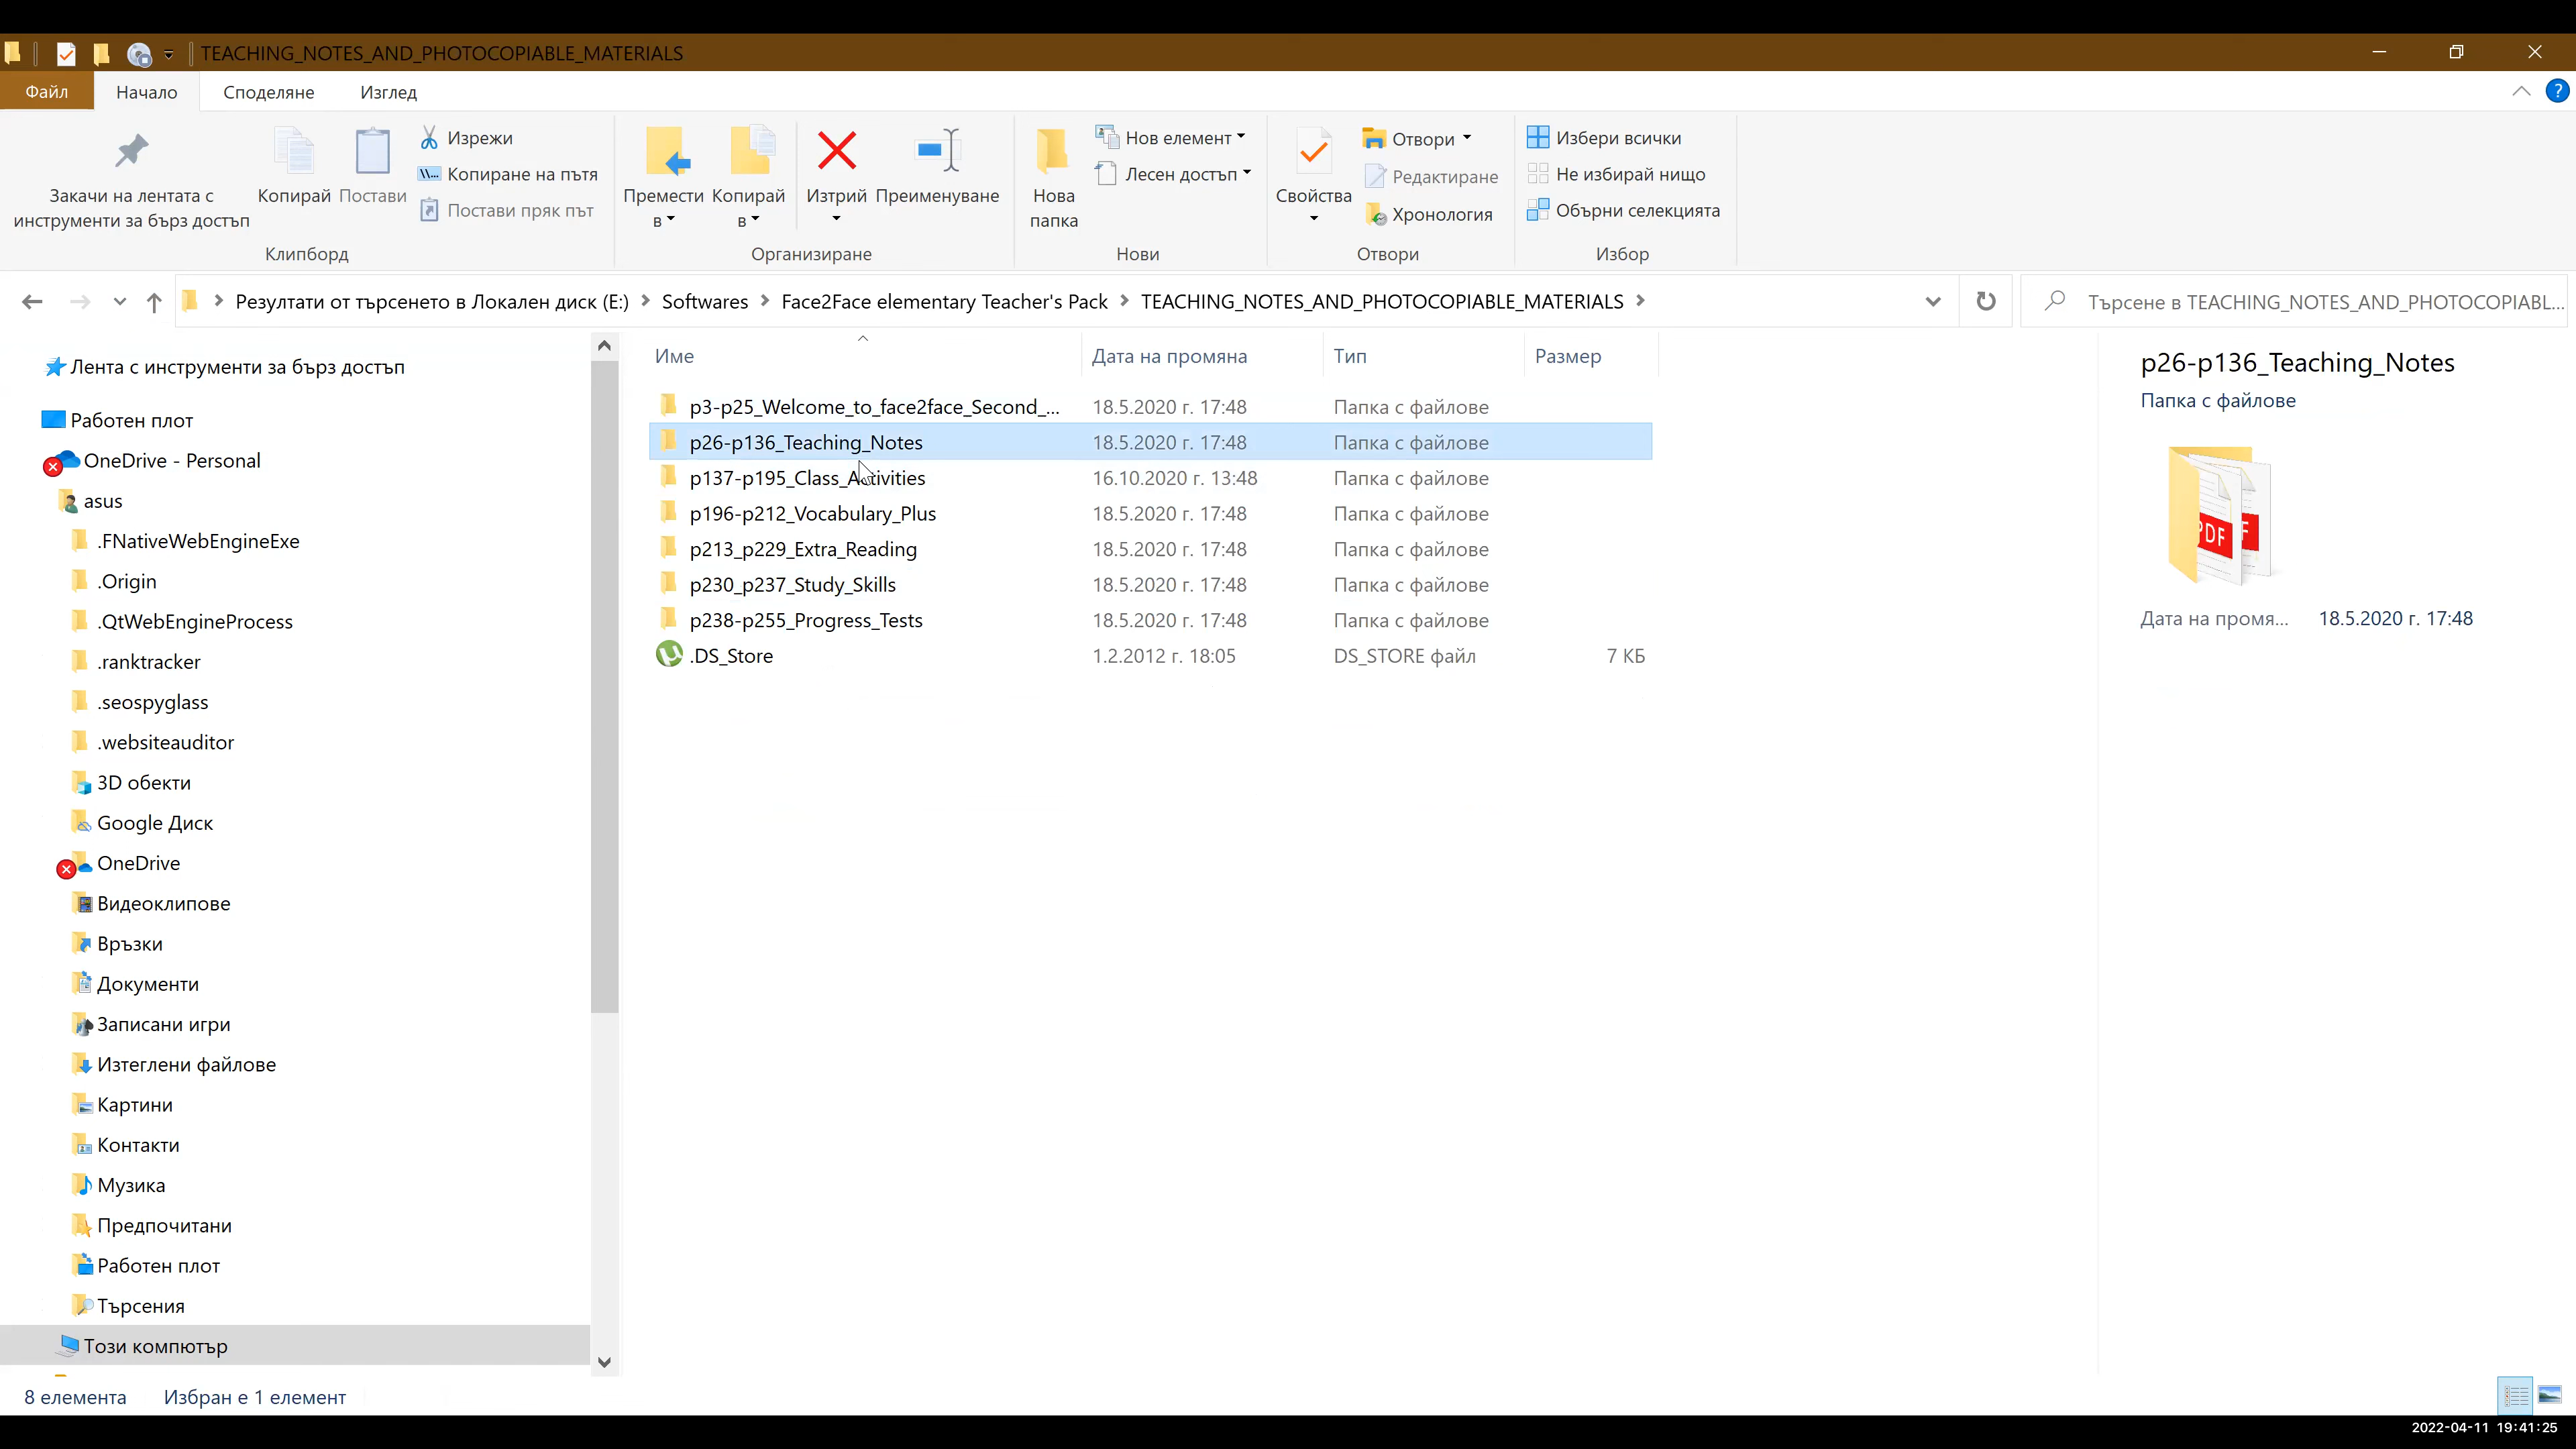 TEACHING_NOTES_AND_PHOTOCOPIABLE_MATERIALS
Файл Начало Споделяне Изглед
Закачи на лентата с инструменти за бърз достъп
Копирай
Постави
Изрежи
Копиране на пътя
Постави пряк път
Клипборд
Премести в
Копирай в
Изтрий
Преименуване
Организиране
Нова папка
Нов елемент
Лесен достъп
Нови
Свойства
Отвори
Редактиране
Хронология
Отвори
Избери всички
Не избирай нищо
Обърни селекцията
Избор
Резултати от търсенето в Локален диск (E:) Softwares Face2Face elementary Teacher's Pack TEACHING_NOTES_AND_PHOTOCOPIABLE_MATERIALS
Търсене в TEACHING_NOTES_AND_PHOTOCOPIABL...
Лента с инструменти за бърз достъп
Работен плот
OneDrive - Personal
asus
.FNativeWebEngineExe
.Origin
.QtWebEngineProcess
.ranktracker
.seospyglass
.websiteauditor
3D обекти
Google Диск
OneDrive
Видеоклипове
Връзки
Документи
Записани игри
Изтеглени файлове
Картини
Контакти
Музика
Предпочитани
Работен плот
Търсения
Този компютър
Име Дата на промяна Тип Размер
p3-p25_Welcome_to_face2face_Second_... 18.5.2020 г. 17:48 Папка с файлове
p26-p136_Teaching_Notes 18.5.2020 г. 17:48 Папка с файлове
p137-p195_Class_Activities 16.10.2020 г. 13:48 Папка с файлове
p196-p212_Vocabulary_Plus 18.5.2020 г. 17:48 Папка с файлове
p213_p229_Extra_Reading 18.5.2020 г. 17:48 Папка с файлове
p230_p237_Study_Skills 18.5.2020 г. 17:48 Папка с файлове
p238-p255_Progress_Tests 18.5.2020 г. 17:48 Папка с файлове
.DS_Store 1.2.2012 г. 18:05 DS_STORE файл 7 КБ
p26-p136_Teaching_Notes
Папка с файлове
PDF
Дата на промя... 18.5.2020 г. 17:48
8 елемента Избран е 1 елемент
2022-04-11 19:41:25